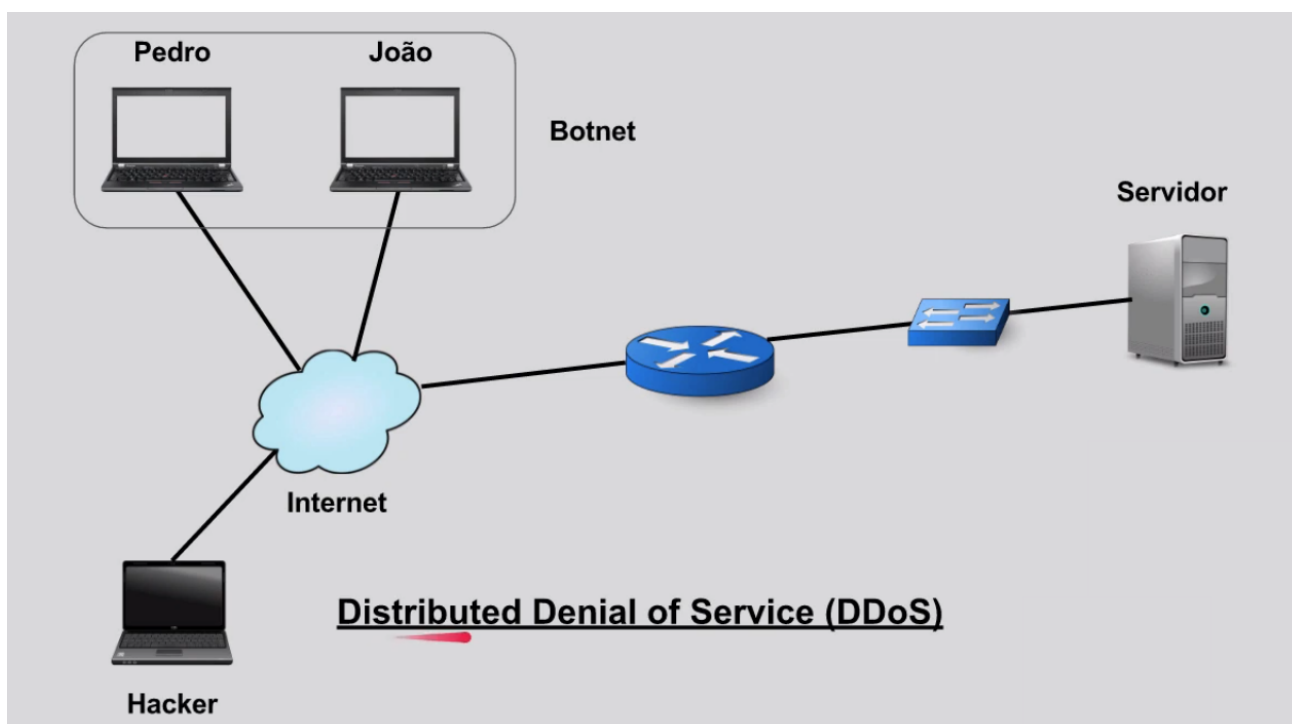 Pedro
João
Botnet
Servidor
Internet
Distributed Denial of Service (DDoS)
Hacker